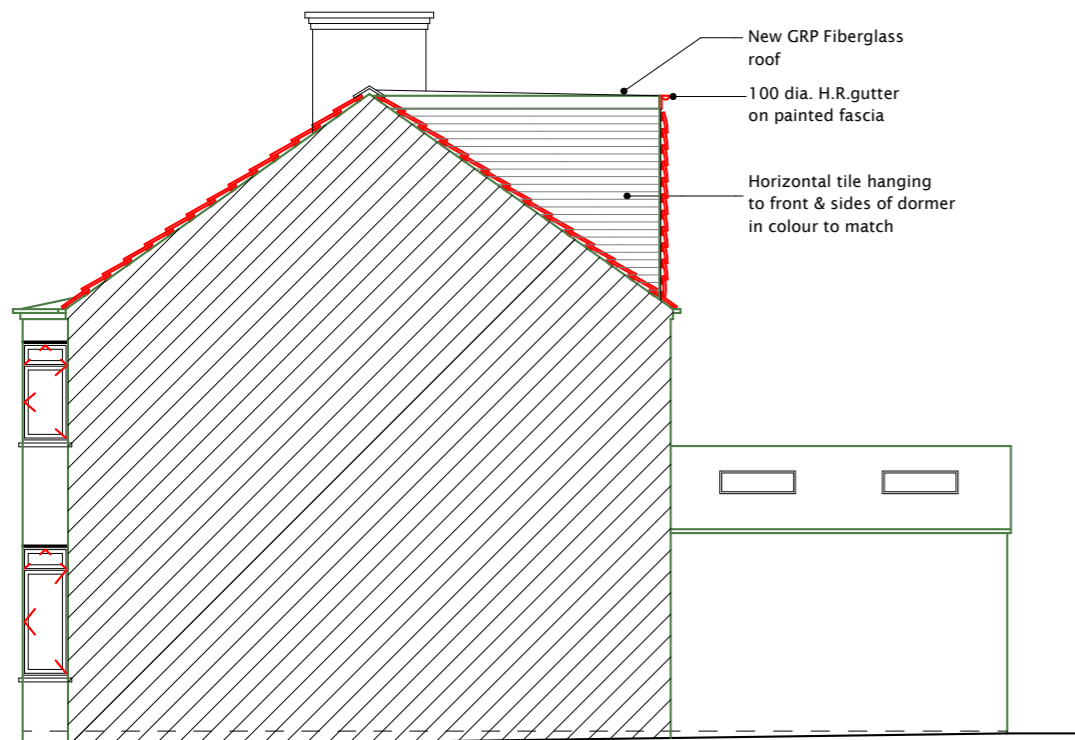 New GRP Fiberglass
roof
100 dia. H.R.gutter
on painted fascia
Horizontal tile hanging
to front & sides of dormer
in colour to match